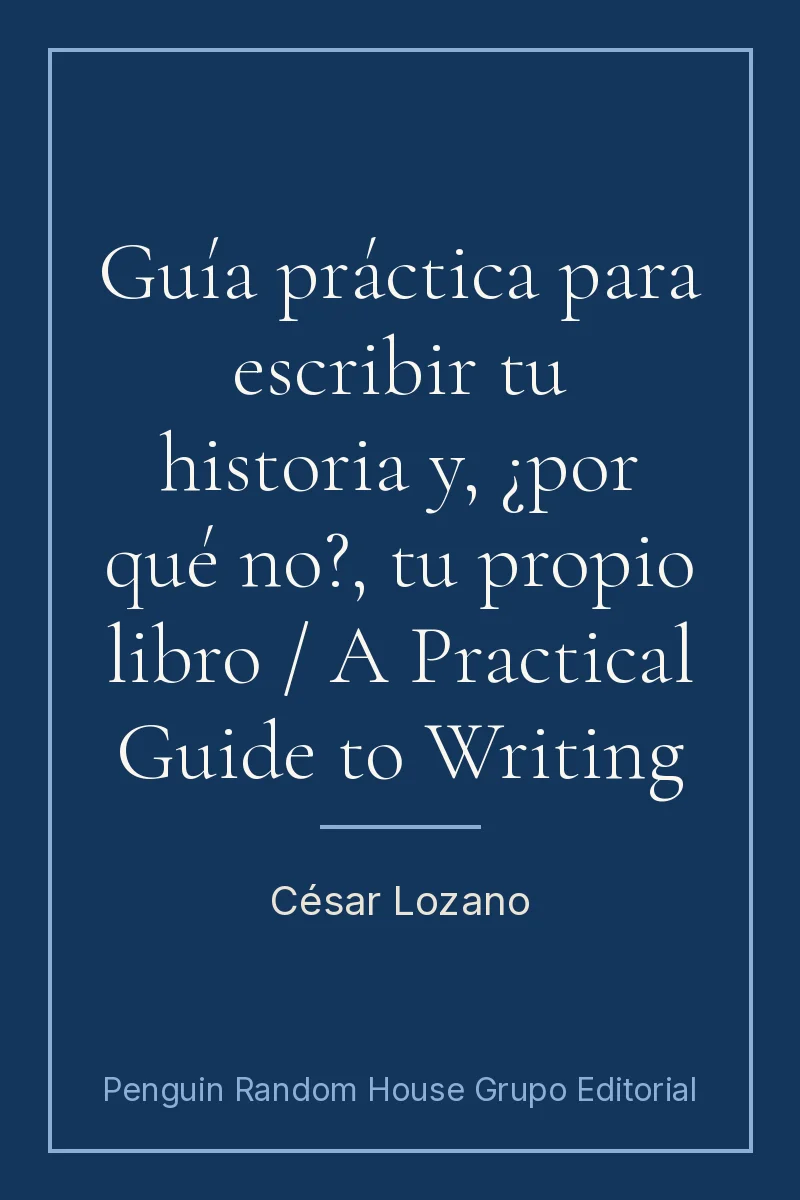 Guía práctica para
escribir tu
historia y, ¿por
qué no?, tu propio
libro / A Practical
Guide to Writing
César Lozano
Penguin Random House Grupo Editorial